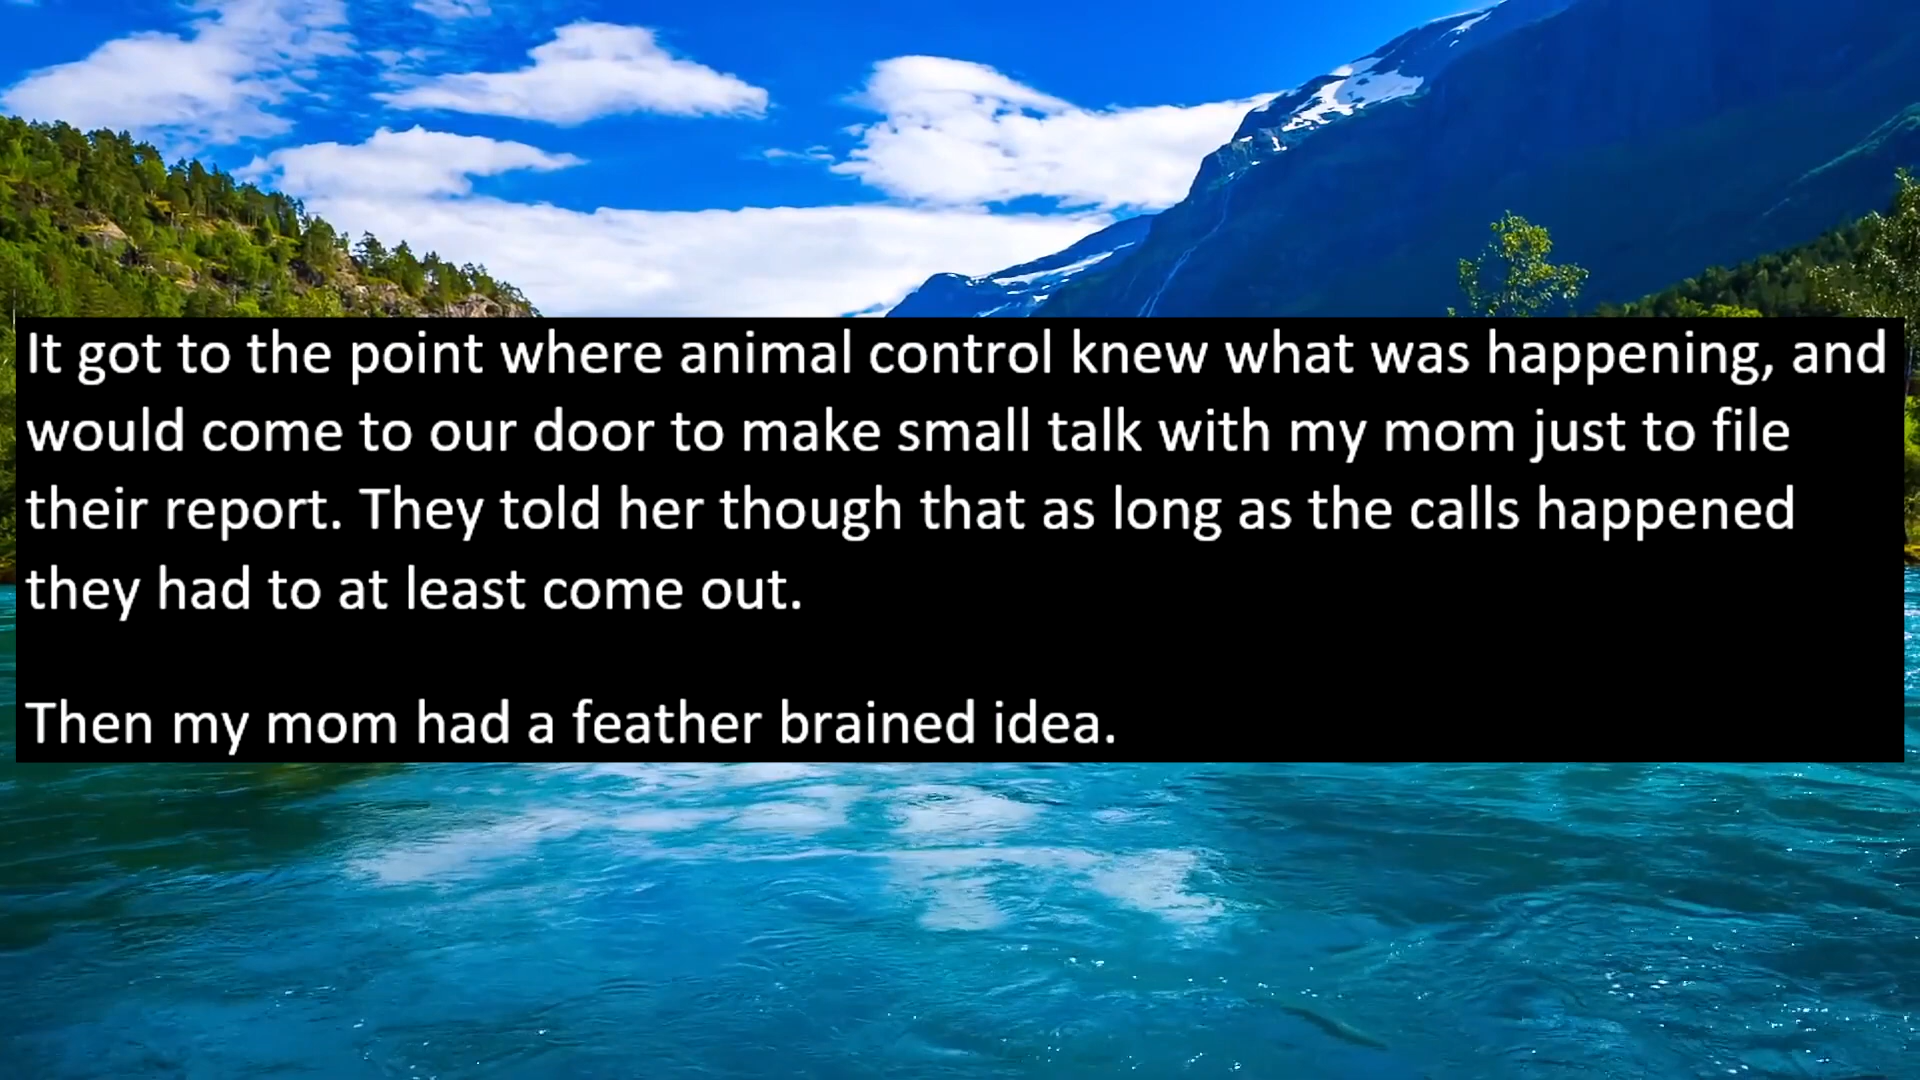 It got to the point where animal control knew what was happening, and
would come to our door to make small talk with my mom just to file
their report. They told her though that as long as the calls happened
they had to at least come out.
Then my mom had a feather brained idea.